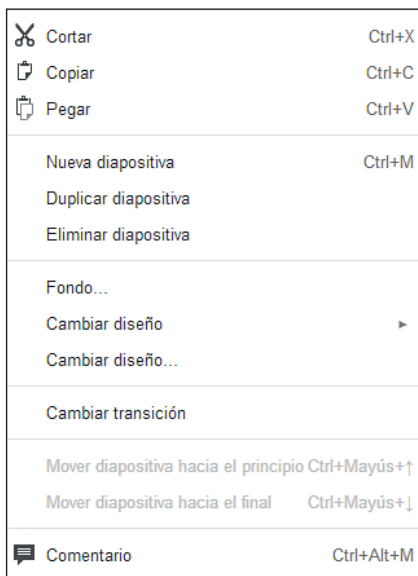 Cortar Ctrl+X
Copiar Ctrl+C
Pegar Ctrl+V
Nueva diapositiva Ctrl+M
Duplicar diapositiva
Eliminar diapositiva
Fondo...
Cambiar diseño ►
Cambiar diseño...
Cambiar transición
Mover diapositiva hacia el principio Ctrl+Mayús+↑
Mover diapositiva hacia el final Ctrl+Mayús+↓
Comentario Ctrl+Alt+M